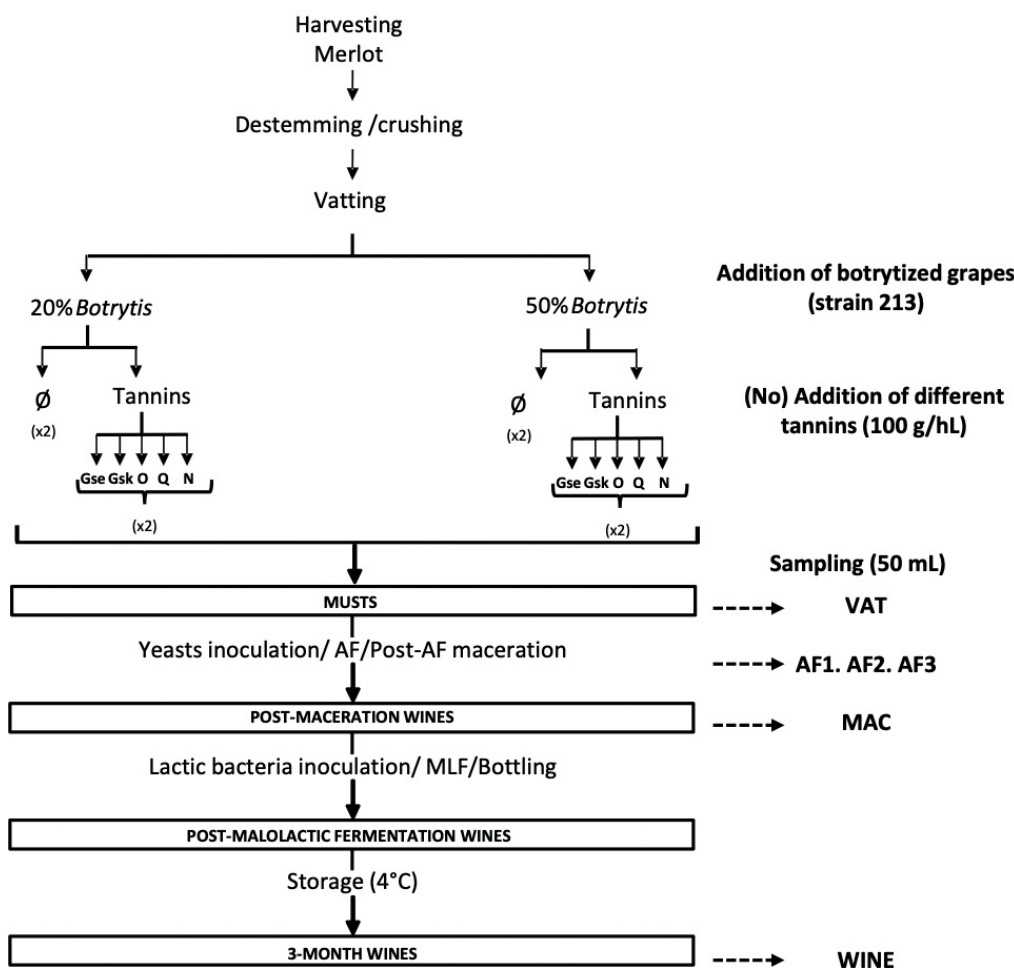 Harvesting
Merlot
Destemming /crushing
Vatting
Addition of botrytized grapes
(strain 213)
20% Botrytis
50% Botrytis
(No) Addition of different
tannins (100 g/hL)
Ø
Tannins
Ø
Tannins
(x2)
(x2)
Gse Gsk O Q N
Gse Gsk O Q N
(x2)
(x2)
Sampling (50 mL)
MUSTS
VAT
Yeasts inoculation/ AF/Post-AF maceration
AF1. AF2. AF3
POST-MACERATION WINES
MAC
Lactic bacteria inoculation/ MLF/Bottling
POST-MALOLACTIC FERMENTATION WINES
Storage (4°C)
3-MONTH WINES
WINE